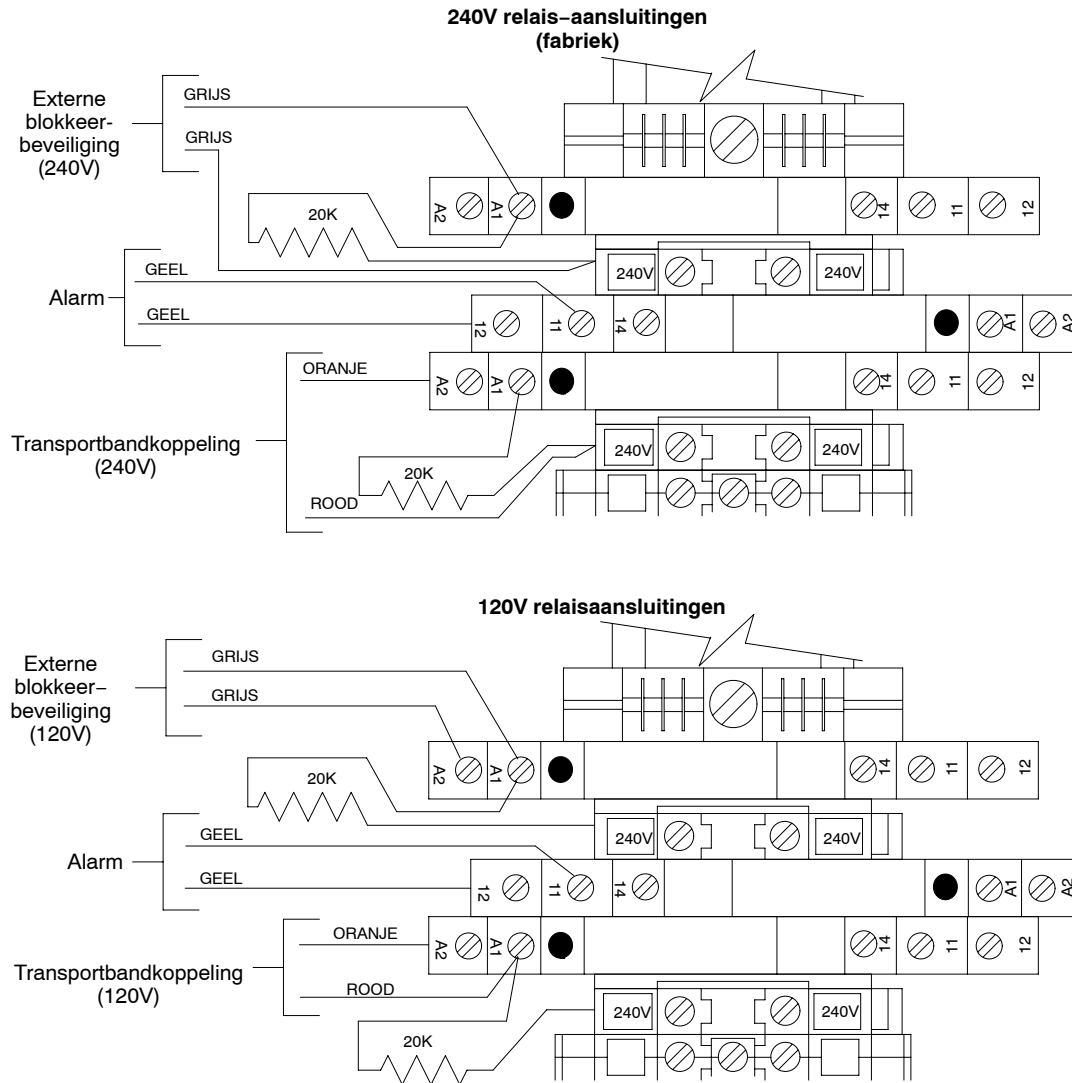 240V relais–aansluitingen
(fabriek)
Externe
blokkeer-
beveiliging
(240V)
GRIJS
GRIJS
20K
A2
A1
14
11
12
240V
240V
Alarm
GEEL
GEEL
12
11
14
A1
A2
Transportbandkoppeling
(240V)
ORANJE
ROOD
20K
A2
A1
14
11
12
240V
240V
120V relaisaansluitingen
Externe
blokkeer–
beveiliging
(120V)
GRIJS
GRIJS
20K
A2
A1
14
11
12
240V
240V
Alarm
GEEL
GEEL
12
11
14
A1
A2
Transportbandkoppeling
(120V)
ORANJE
ROOD
20K
A2
A1
14
11
12
240V
240V